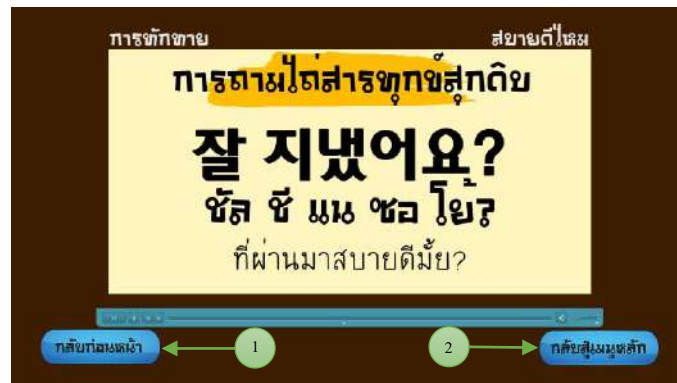 การทักทาย
สบายดีไหม
การถามไถ่สารทุกข์สุกดิบ
잘 지냈어요?
ชัล ชี แน ซอ โย้?
ที่ผ่านมาสบายดีมั้ย?
กลับก่อนหน้า
1
2
กลับสู่เมนูหลัก